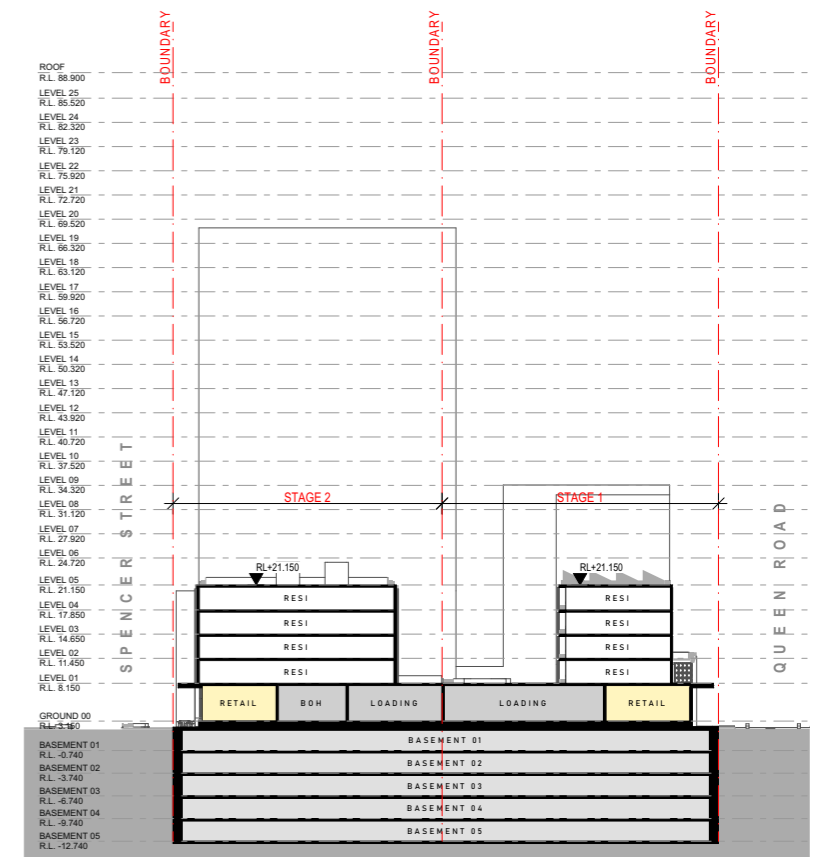 BOUNDARY
BOUNDARY
BOUNDARY
ROOF
R.L. 88.900
LEVEL 25
R.L. 85.520
LEVEL 24
R.L. 82.320
LEVEL 23
R.L. 79.120
LEVEL 22
R.L. 75.920
LEVEL 21
R.L. 72.720
LEVEL 20
R.L. 69.520
LEVEL 19
R.L. 66.320
LEVEL 18
R.L. 63.120
LEVEL 17
R.L. 59.920
LEVEL 16
R.L. 56.720
LEVEL 15
R.L. 53.520
LEVEL 14
R.L. 50.320
LEVEL 13
R.L. 47.120
LEVEL 12
R.L. 43.920
LEVEL 11
R.L. 40.720
LEVEL 10
R.L. 37.520
LEVEL 09
R.L. 34.320
LEVEL 08
R.L. 31.120
LEVEL 07
R.L. 27.920
LEVEL 06
R.L. 24.720
LEVEL 05
R.L. 21.150
LEVEL 04
R.L. 17.850
LEVEL 03
R.L. 14.650
LEVEL 02
R.L. 11.450
LEVEL 01
R.L. 8.150
GROUND 00
R.L. 3.150
BASEMENT 01
R.L. -0.740
BASEMENT 02
R.L. -3.740
BASEMENT 03
R.L. -6.740
BASEMENT 04
R.L. -9.740
BASEMENT 05
R.L. -12.740
SPENCER STREET
STAGE 2
STAGE 1
QUEEN ROAD
RL+21.150
RL+21.150
RESI
RESI
RESI
RESI
RESI
RESI
RESI
RESI
RETAIL BOH LOADING LOADING RETAIL
BASEMENT 01
BASEMENT 02
BASEMENT 03
BASEMENT 04
BASEMENT 05